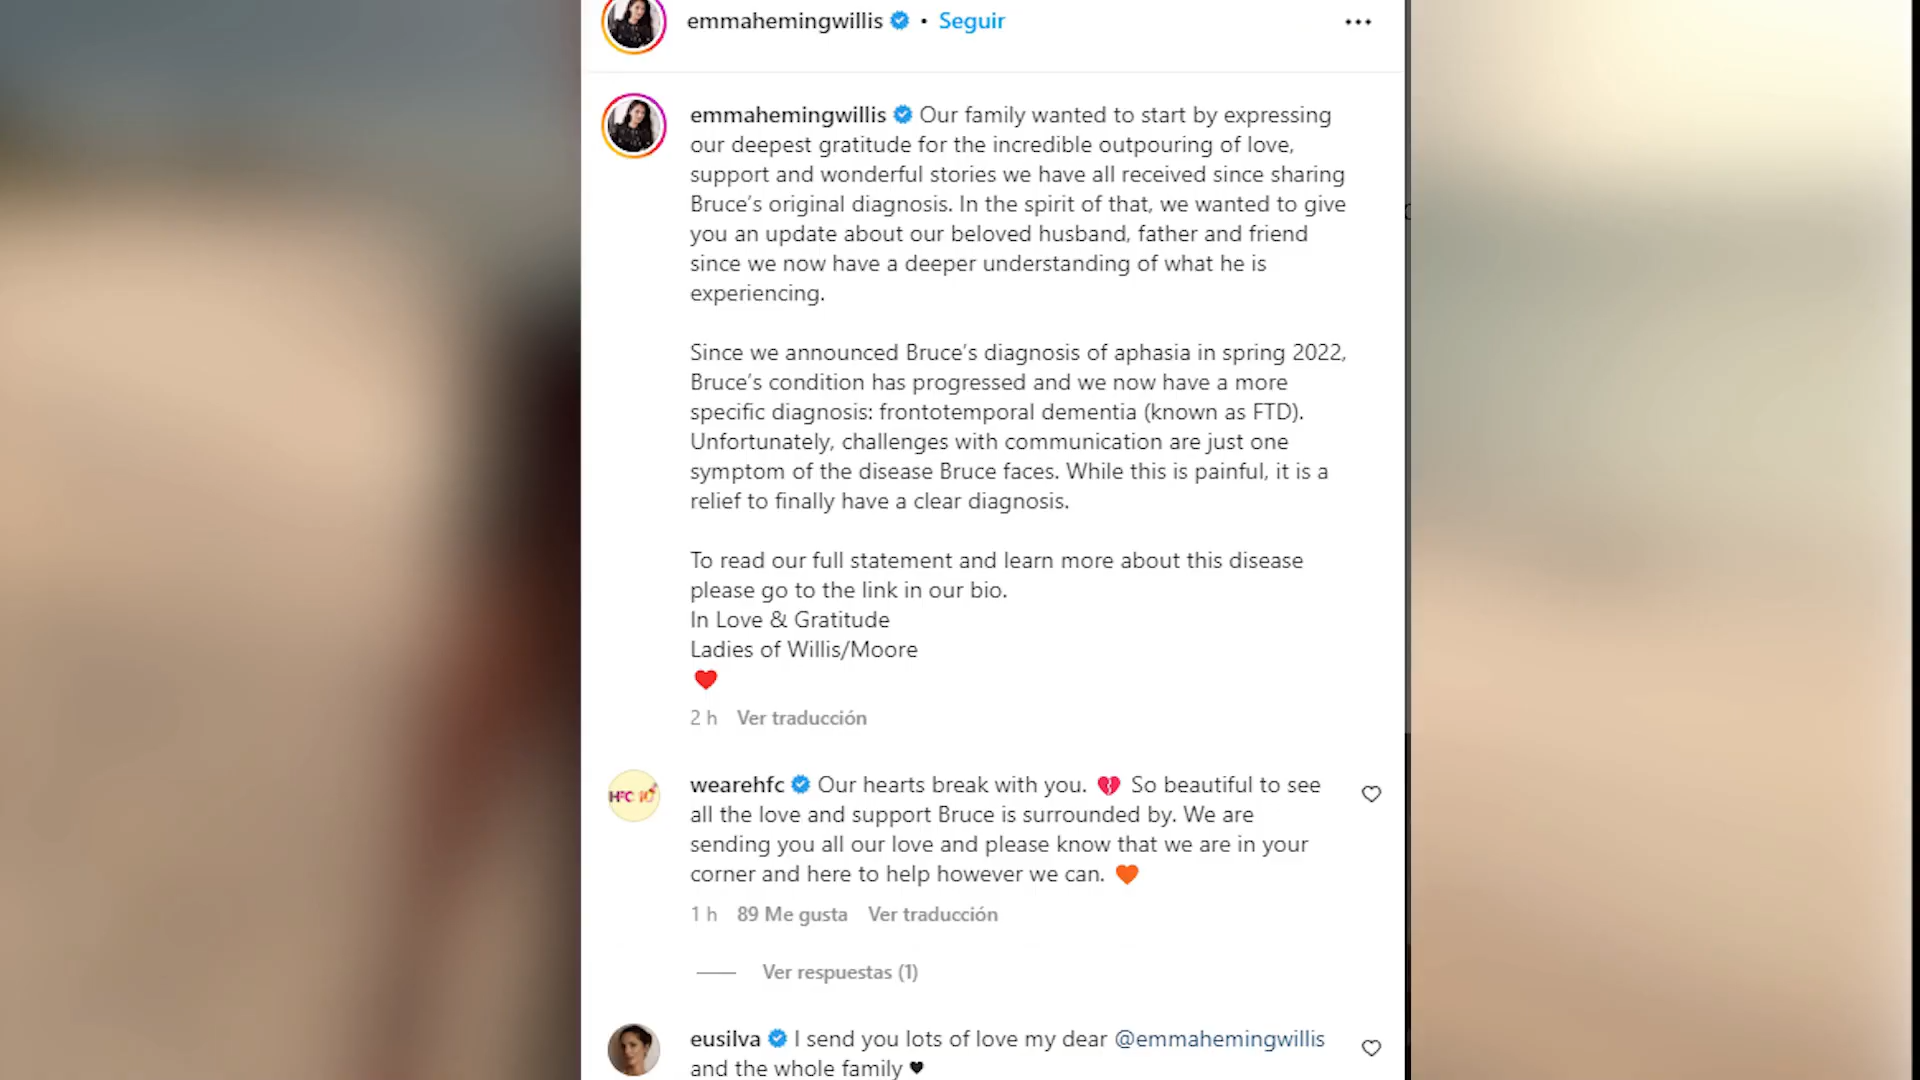 emmahemingwillis • Seguir
emmahemingwillis Our family wanted to start by expressing
our deepest gratitude for the incredible outpouring of love,
support and wonderful stories we have all received since sharing
Bruce’s original diagnosis. In the spirit of that, we wanted to give
you an update about our beloved husband, father and friend
since we now have a deeper understanding of what he is
experiencing.
Since we announced Bruce’s diagnosis of aphasia in spring 2022,
Bruce’s condition has progressed and we now have a more
specific diagnosis: frontotemporal dementia (known as FTD).
Unfortunately, challenges with communication are just one
symptom of the disease Bruce faces. While this is painful, it is a
relief to finally have a clear diagnosis.
To read our full statement and learn more about this disease
please go to the link in our bio.
In Love & Gratitude
Ladies of Willis/Moore
❤️
2 h Ver traducción
HFC 10
wearehfc Our hearts break with you. 💔 So beautiful to see
all the love and support Bruce is surrounded by. We are
sending you all our love and please know that we are in your
corner and here to help however we can. 🧡
1 h 89 Me gusta Ver traducción
Ver respuestas (1)
eusilva I send you lots of love my dear @emmahemingwillis
and the whole family ♥